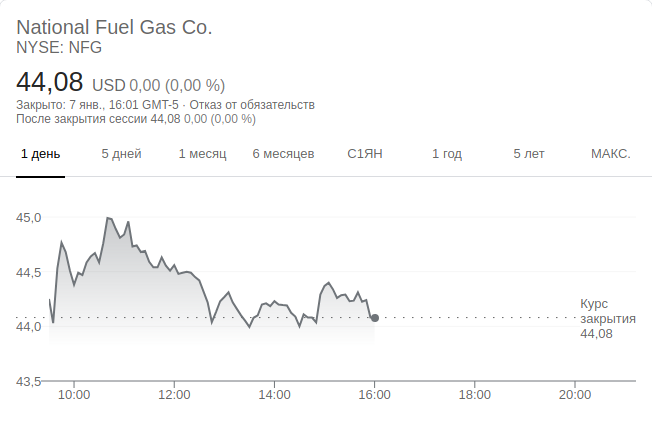 National Fuel Gas Co.
NYSE: NFG
44,08 USD 0,00 (0,00 %)
Закрыто: 7 янв., 16:01 GMT-5 · Отказ от обязательств
После закрытия сессии 44,08 0,00 (0,00 %)
1 день 5 дней 1 месяц 6 месяцев С1ЯН 1 год 5 лет МАКС.
45,0
44,5
Курс
44,0 закрытия
44,08
43,5
10:00 12:00 14:00 16:00 18:00 20:00